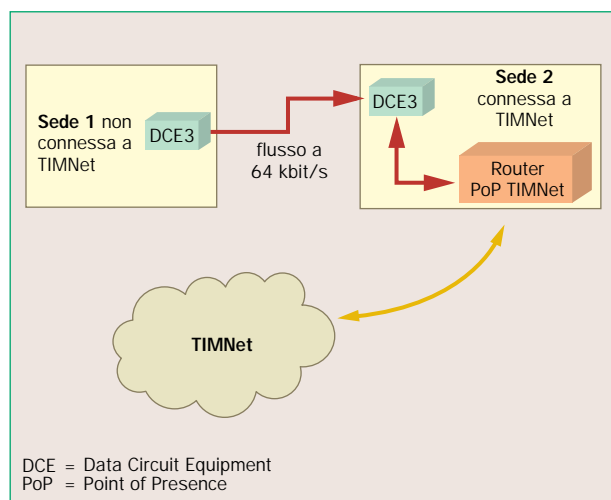 Sede 1 non
connessa a
TIMNet
DCE3
flusso a
64 kbit/s
DCE3
Sede 2
connessa a
TIMNet
Router
PoP TIMNet
TIMNet
DCE = Data Circuit Equipment
PoP = Point of Presence